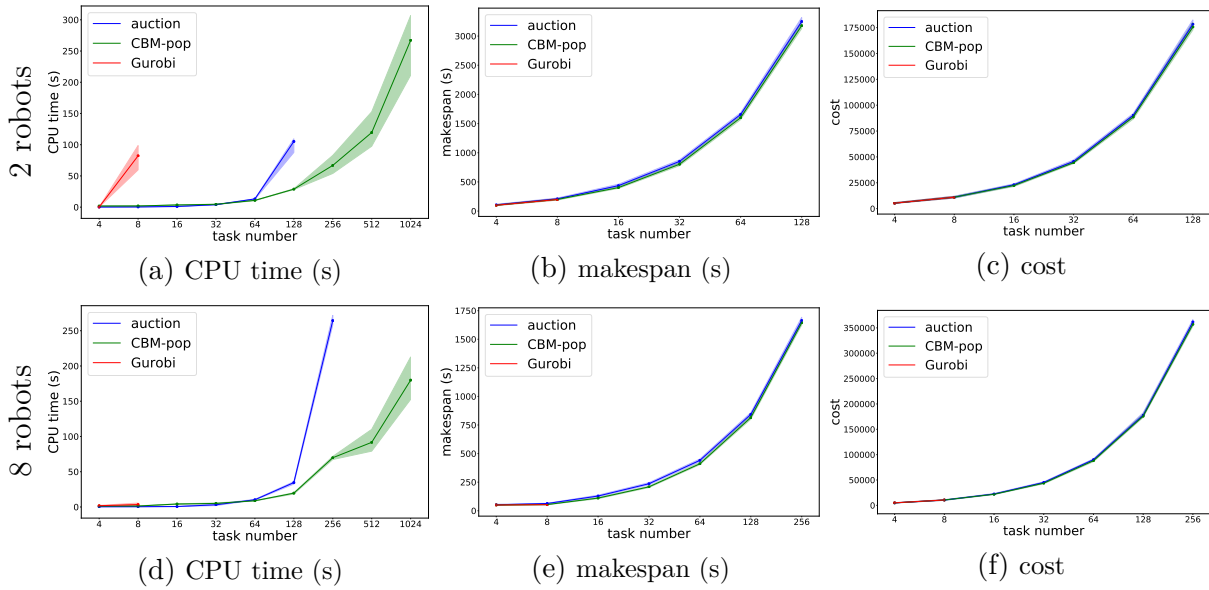 2 robots
CPU time (s)
300
250
200
150
100
50
0
auction
CBM-pop
Gurobi
4 8 16 32 64 128 256 512 1024
task number
(a) CPU time (s)
makespan (s)
3000
2500
2000
1500
1000
500
0
auction
CBM-pop
Gurobi
4 8 16 32 64 128
task number
(b) makespan (s)
cost
175000
150000
125000
100000
75000
50000
25000
0
auction
CBM-pop
Gurobi
4 8 16 32 64 128
task number
(c) cost
8 robots
CPU time (s)
250
200
150
100
50
0
auction
CBM-pop
Gurobi
4 8 16 32 64 128 256 512 1024
task number
(d) CPU time (s)
makespan (s)
1750
1500
1250
1000
750
500
250
0
auction
CBM-pop
Gurobi
4 8 16 32 64 128 256
task number
(e) makespan (s)
cost
350000
300000
250000
200000
150000
100000
50000
0
auction
CBM-pop
Gurobi
4 8 16 32 64 128 256
task number
(f) cost